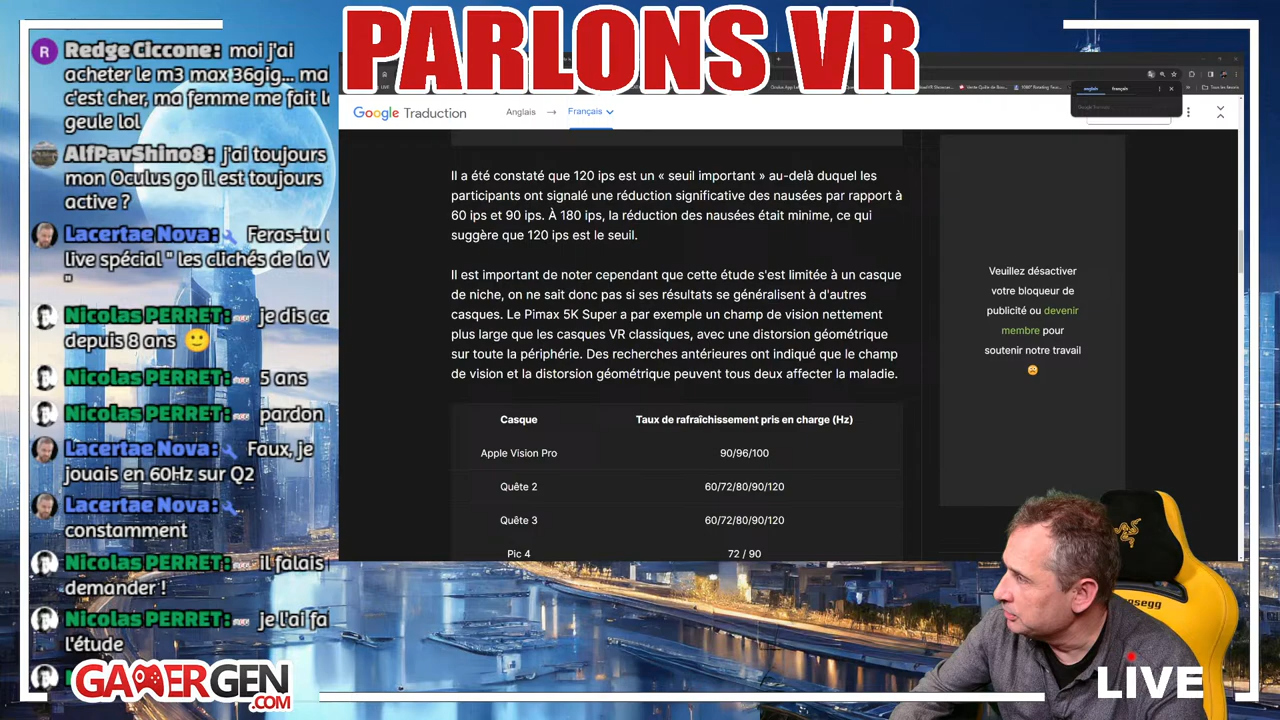 PARLONS VR
Redge Ciccone : moi j'ai
acheter le m3 max 36gig... ma
c'est cher, ma femme me fait l
geule lol
AlfPavShino8 : j'ai toujours
mon Oculus go il est toujours
active ?
Lacertae Nova : Feras-tu
live spécial " les clichés de la V
"
Nicolas PERRET : je dis ca
depuis 8 ans 🙂
Nicolas PERRET : 5 ans
Nicolas PERRET : pardon
Lacertae Nova : Faux, je
jouais en 60Hz sur Q2
Lacertae Nova :
constamment
Nicolas PERRET : il falais
demander !
Nicolas PERRET : je l'ai fai
l'étude
GAMERGEN
.COM
english français
Google Traduction
Anglais → Français
Il a été constaté que 120 ips est un « seuil important » au-delà duquel les
participants ont signalé une réduction significative des nausées par rapport à
60 ips et 90 ips. À 180 ips, la réduction des nausées était minime, ce qui
suggère que 120 ips est le seuil.
Il est important de noter cependant que cette étude s'est limitée à un casque
de niche, on ne sait donc pas si ses résultats se généralisent à d'autres
casques. Le Pimax 5K Super a par exemple un champ de vision nettement
plus large que les casques VR classiques, avec une distorsion géométrique
sur toute la périphérie. Des recherches antérieures ont indiqué que le champ
de vision et la distorsion géométrique peuvent tous deux affecter la maladie.
Casque Taux de rafraîchissement pris en charge (Hz)
Apple Vision Pro 90/96/100
Quête 2 60/72/80/90/120
Quête 3 60/72/80/90/120
Pic 4 72 / 90
Veuillez désactiver
votre bloqueur de
publicité ou devenir
membre pour
soutenir notre travail
LIVE